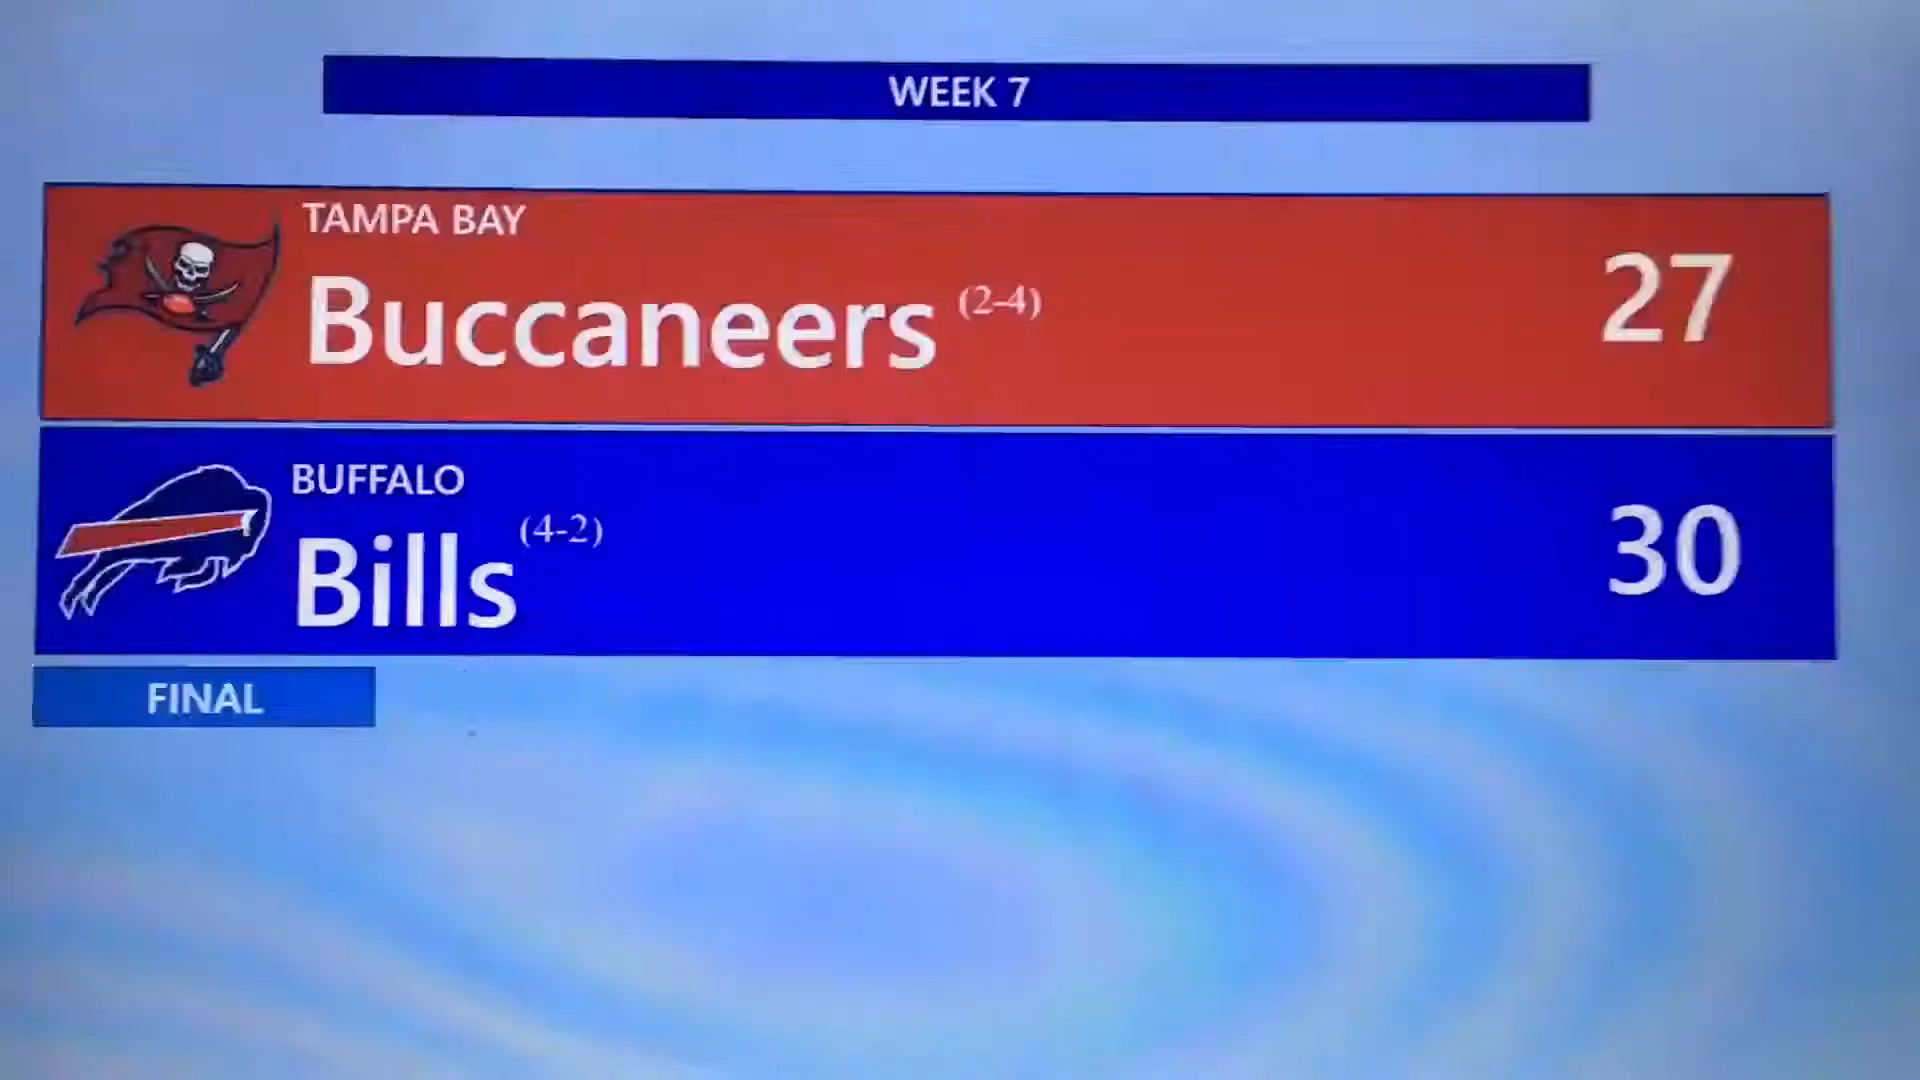 WEEK 7
TAMPA BAY
Buccaneers (2-4)
27
BUFFALO
Bills (4-2)
30
FINAL